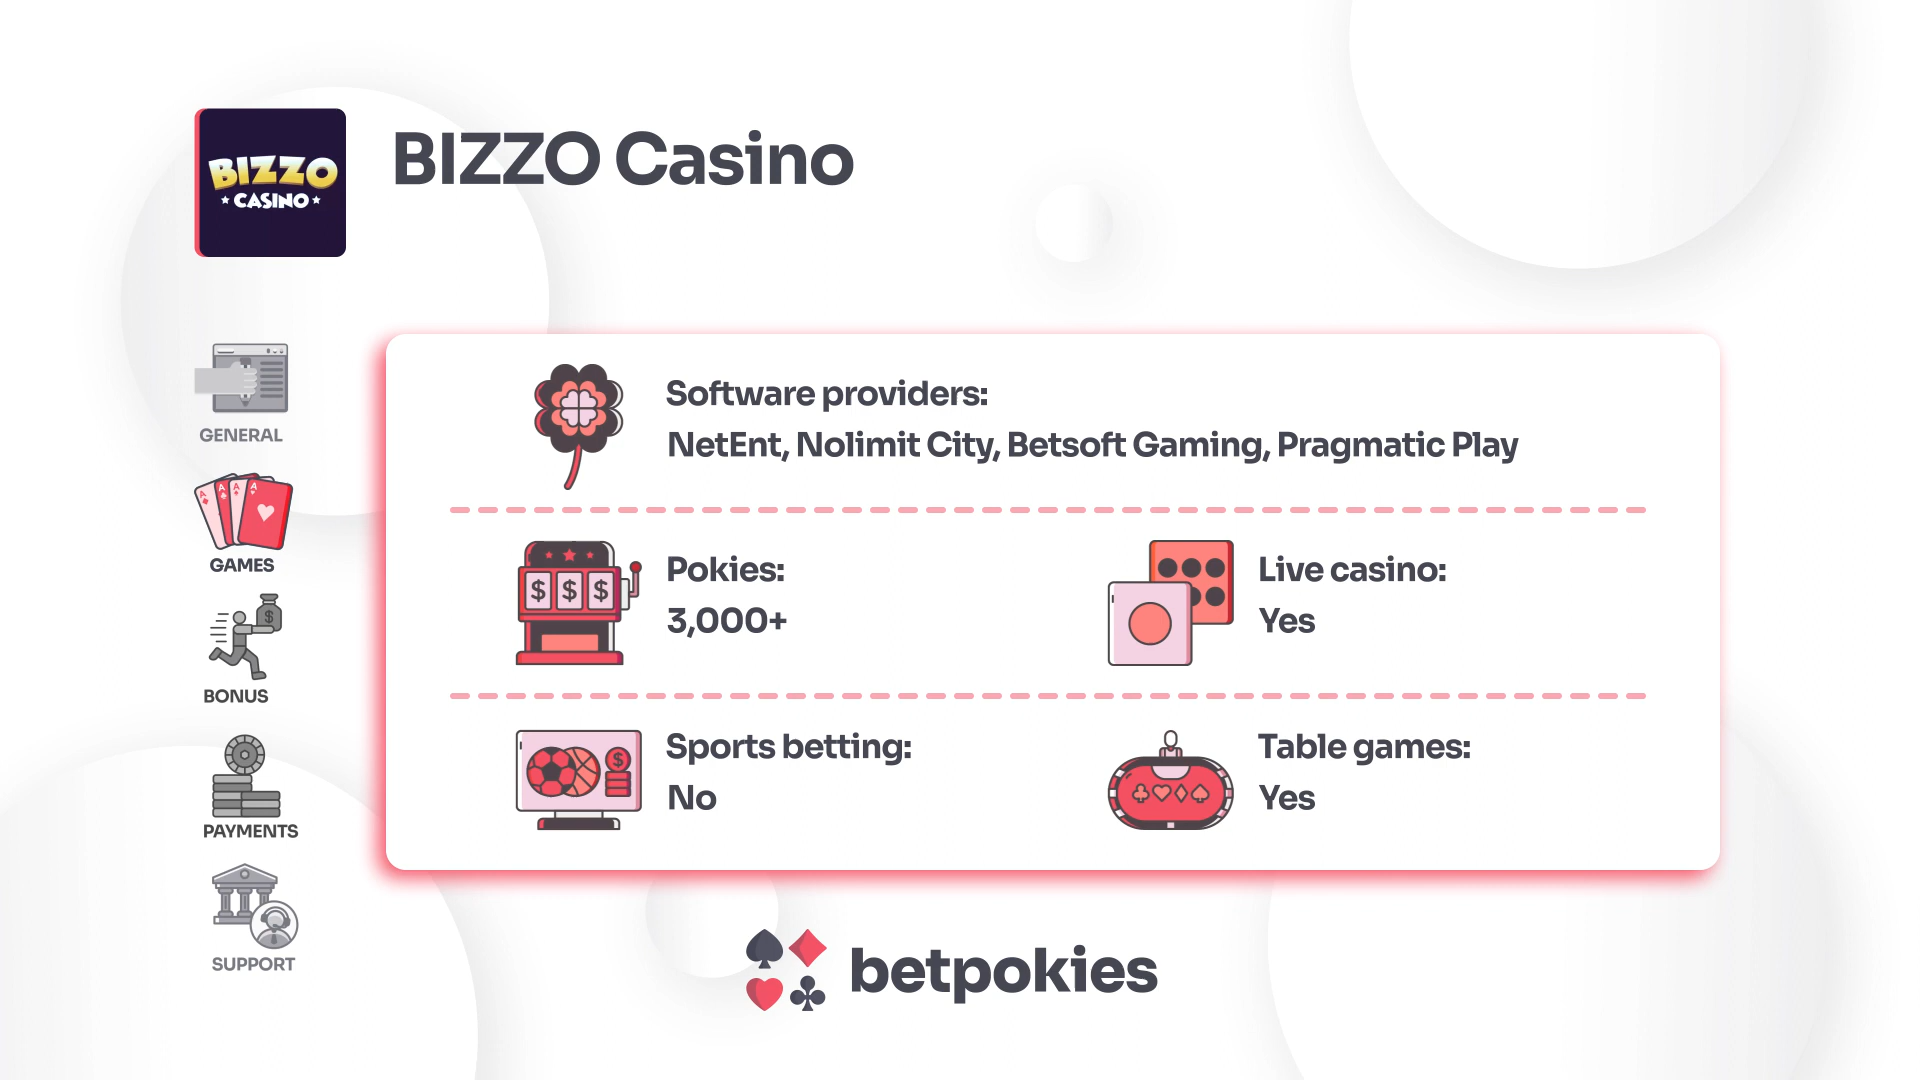 BIZZO
CASINO
BIZZO Casino
GENERAL
GAMES
BONUS
PAYMENTS
SUPPORT
Software providers:
NetEnt, Nolimit City, Betsoft Gaming, Pragmatic Play
Pokies:
3,000+
Live casino:
Yes
Sports betting:
No
Table games:
Yes
betpokies